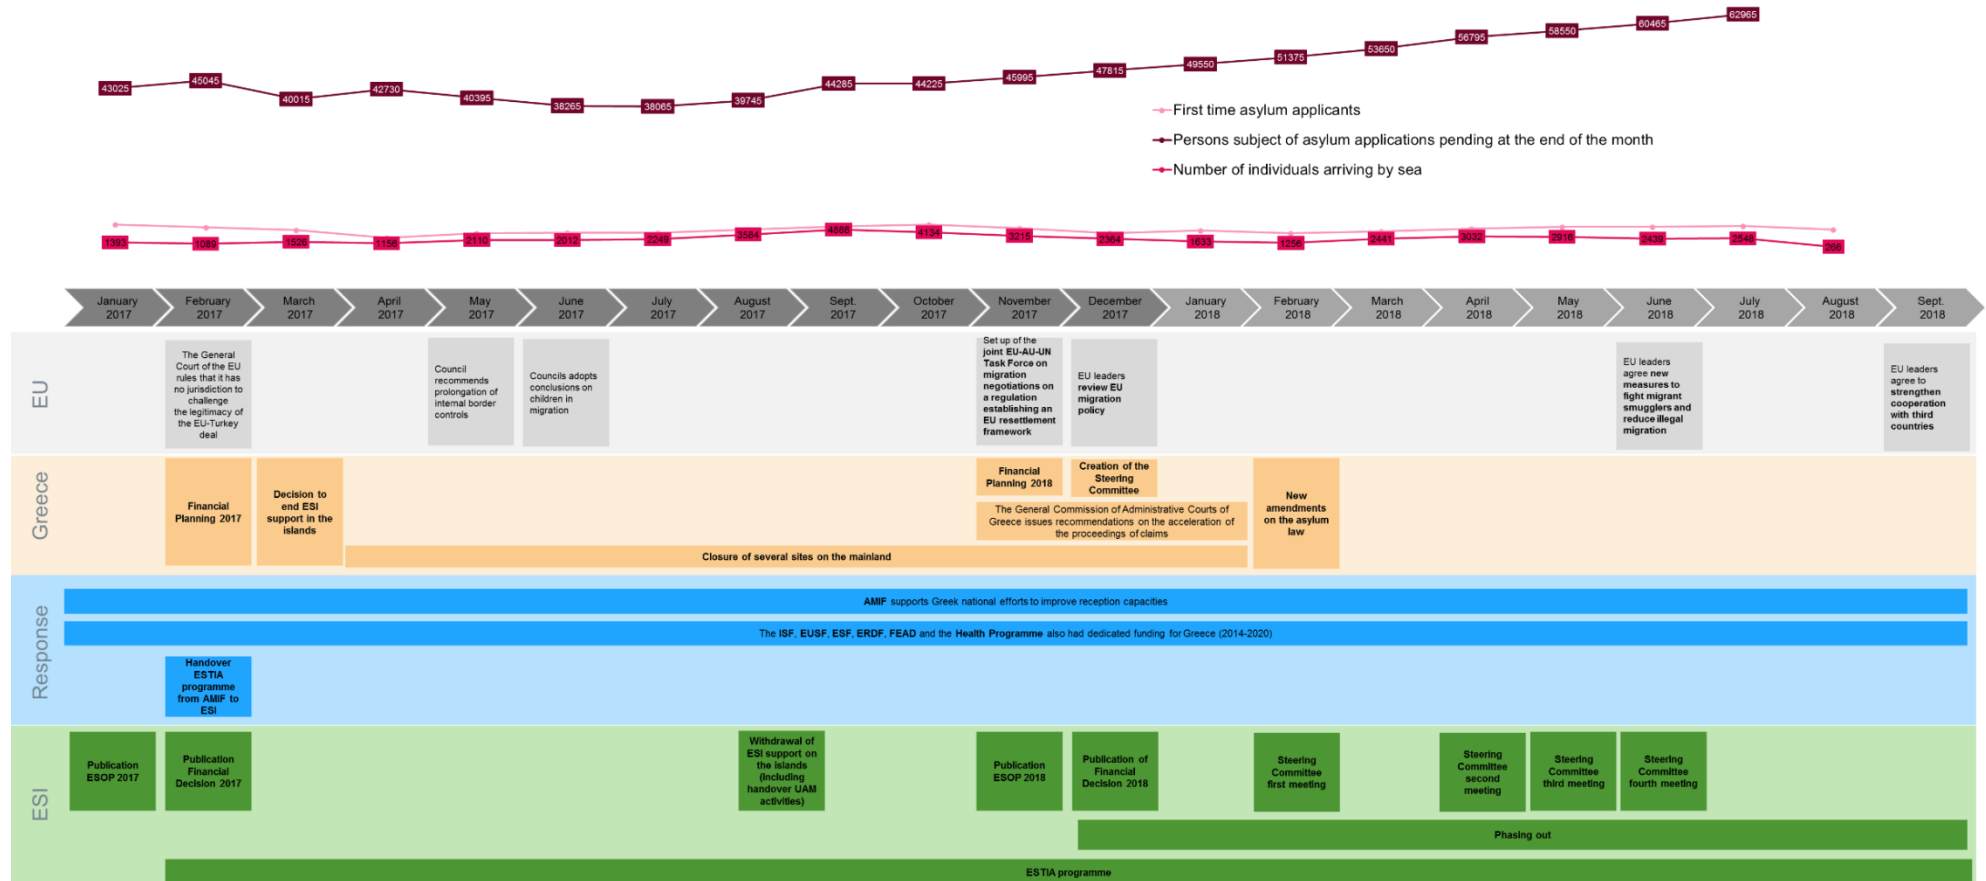 43025
45045
40015
42730
40395
38265
38065
39745
44285
44225
45995
47815
49550
51375
53650
56795
58550
60465
62965
First time asylum applicants
Persons subject of asylum applications pending at the end of the month
Number of individuals arriving by sea
1393
1089
1526
1156
2110
2012
2249
3584
4886
4134
3215
2364
1633
1256
2441
3032
2916
2439
2548
266
January
2017
February
2017
March
2017
April
2017
May
2017
June
2017
July
2017
August
2017
Sept.
2017
October
2017
November
2017
December
2017
January
2018
February
2018
March
2018
April
2018
May
2018
June
2018
July
2018
August
2018
Sept.
2018
EU
The General
Court of the EU
rules that it has
no jurisdiction to
challenge
the legitimacy of
the EU-Turkey
deal
Council
recommends
prolongation of
internal border
controls
Councils adopts
conclusions on
children in
migration
Set up of the
joint EU-AU-UN
Task Force on
migration
negotiations on
a regulation
establishing an
EU resettlement
framework
EU leaders
review EU
migration
policy
EU leaders
agree new
measures to
fight migrant
smugglers and
reduce illegal
migration
EU leaders
agree to
strengthen
cooperation
with third
countries
Greece
Financial
Planning 2017
Decision to
end ESI
support in the
islands
Financial
Planning 2018
Creation of the
Steering
Committee
The General Commission of Administrative Courts of
Greece issues recommendations on the acceleration of
the proceedings of claims
Closure of several sites on the mainland
New
amendments
on the asylum
law
Response
AMIF supports Greek national efforts to improve reception capacities
The ISF, EUSF, ESF, ERDF, FEAD and the Health Programme also had dedicated funding for Greece (2014-2020)
Handover
ESTIA
programme
from AMIF to
ESI
ESI
Publication
ESOP 2017
Publication
Financial
Decision 2017
Withdrawal of
ESI support on
the islands
(including
handover UAM
activities)
Publication
ESOP 2018
Publication of
Financial
Decision 2018
Steering
Committee
first meeting
Steering
Committee
second
meeting
Steering
Committee
third meeting
Steering
Committee
fourth meeting
Phasing out
ESTIA programme